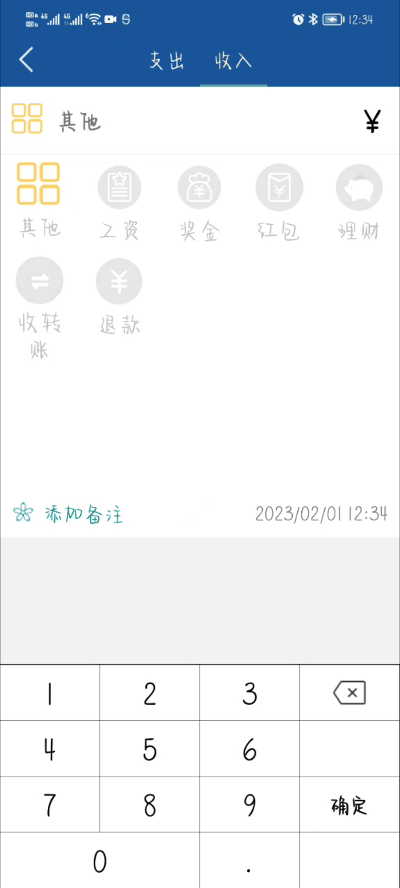 12:34
支出 收入
其他 ¥
其他 工资 奖金 红包 理财
收转账 退款
添加备注 2023/02/01 12:34
1 2 3
4 5 6
7 8 9 确定
0 .